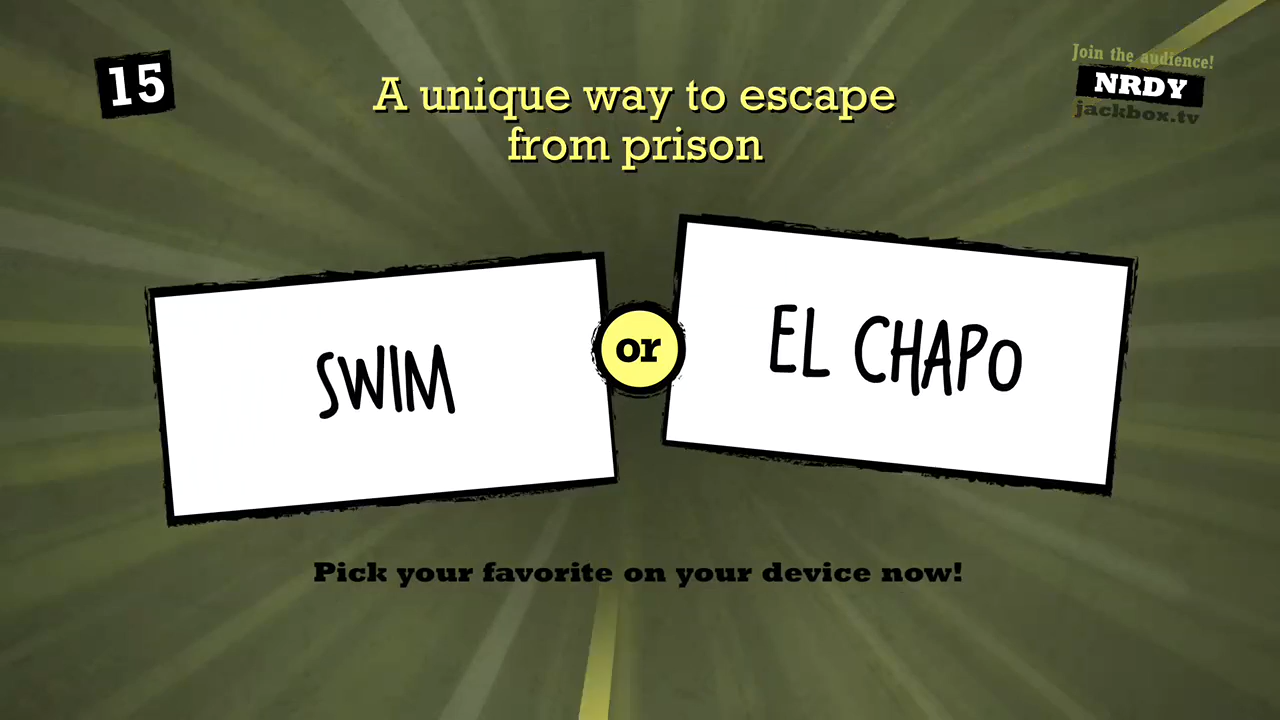 15
A unique way to escape
from prison
Join the audience!
NRDY
jackbox.tv
SWIM
or
EL CHAPO
Pick your favorite on your device now!